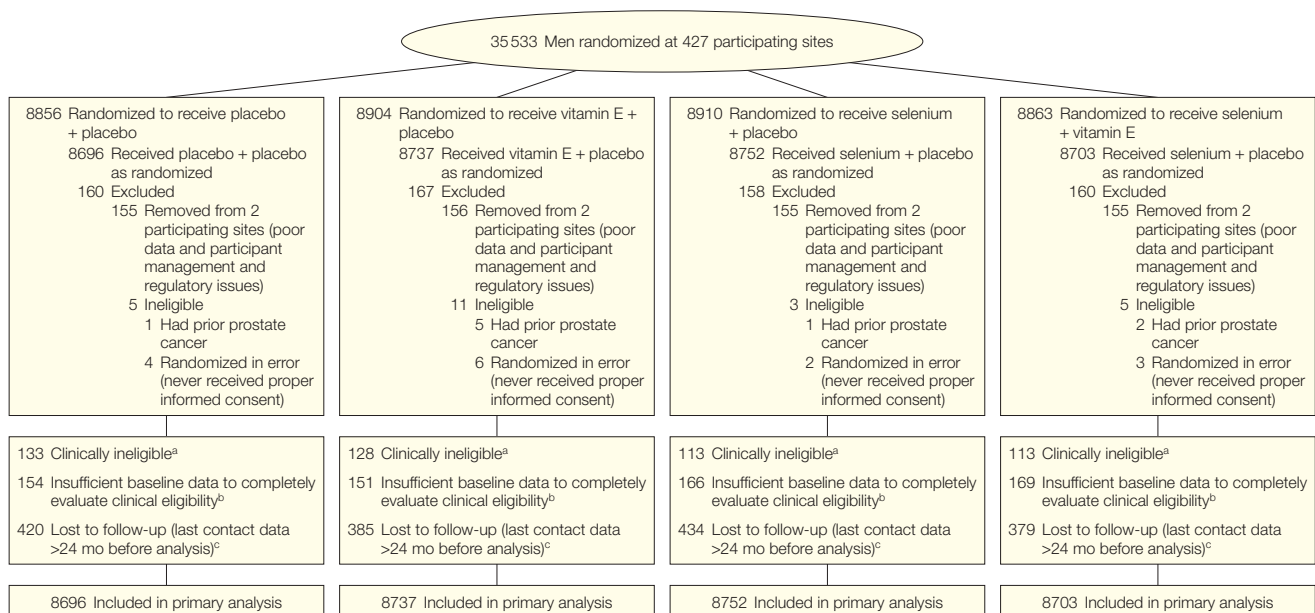 35 533 Men randomized at 427 participating sites
8856 Randomized to receive placebo
+ placebo
8696 Received placebo + placebo
as randomized
160 Excluded
155 Removed from 2
participating sites (poor
data and participant
management and
regulatory issues)
5 Ineligible
1 Had prior prostate
cancer
4 Randomized in error
(never received proper
informed consent)
8904 Randomized to receive vitamin E +
placebo
8737 Received vitamin E + placebo
as randomized
167 Excluded
156 Removed from 2
participating sites (poor
data and participant
management and
regulatory issues)
11 Ineligible
5 Had prior prostate
cancer
6 Randomized in error
(never received proper
informed consent)
8910 Randomized to receive selenium
+ placebo
8752 Received selenium + placebo
as randomized
158 Excluded
155 Removed from 2
participating sites (poor
data and participant
management and
regulatory issues)
3 Ineligible
1 Had prior prostate
cancer
2 Randomized in error
(never received proper
informed consent)
8863 Randomized to receive selenium
+ vitamin E
8703 Received selenium + placebo
as randomized
160 Excluded
155 Removed from 2
participating sites (poor
data and participant
management and
regulatory issues)
5 Ineligible
2 Had prior prostate
cancer
3 Randomized in error
(never received proper
informed consent)
133 Clinically ineligibleᵃ
154 Insufficient baseline data to completely
evaluate clinical eligibilityᵇ
420 Lost to follow-up (last contact data
>24 mo before analysis)ᶜ
128 Clinically ineligibleᵃ
151 Insufficient baseline data to completely
evaluate clinical eligibilityᵇ
385 Lost to follow-up (last contact data
>24 mo before analysis)ᶜ
113 Clinically ineligibleᵃ
166 Insufficient baseline data to completely
evaluate clinical eligibilityᵇ
434 Lost to follow-up (last contact data
>24 mo before analysis)ᶜ
113 Clinically ineligibleᵃ
169 Insufficient baseline data to completely
evaluate clinical eligibilityᵇ
379 Lost to follow-up (last contact data
>24 mo before analysis)ᶜ
8696 Included in primary analysis
8737 Included in primary analysis
8752 Included in primary analysis
8703 Included in primary analysis